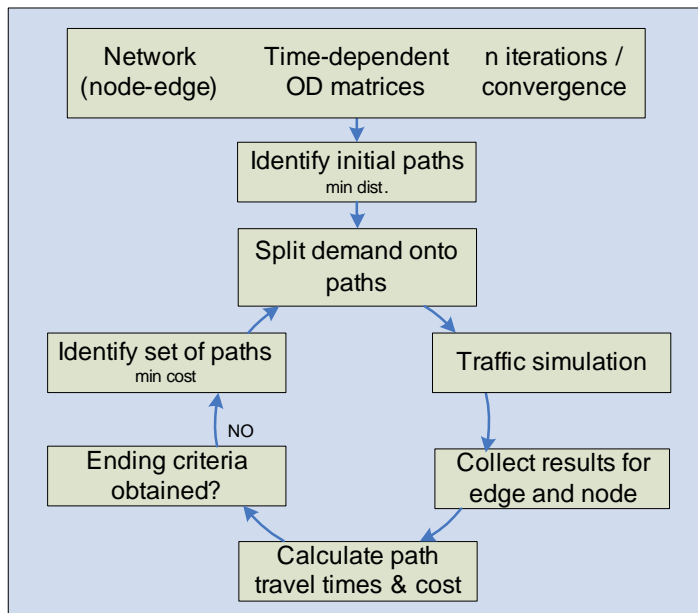 Network Time-dependent n iterations /
(node-edge) OD matrices convergence
Identify initial paths
min dist.
Split demand onto
paths
Identify set of paths
min cost
Traffic simulation
NO
Ending criteria
obtained?
Collect results for
edge and node
Calculate path
travel times & cost